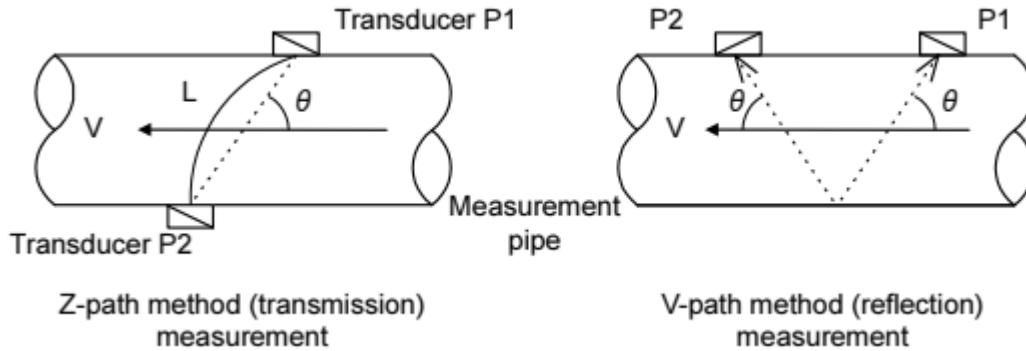 Transducer P1
L
θ
V
Transducer P2
Measurement
pipe
Z-path method (transmission)
measurement
P2
P1
θ
θ
V
V-path method (reflection)
measurement